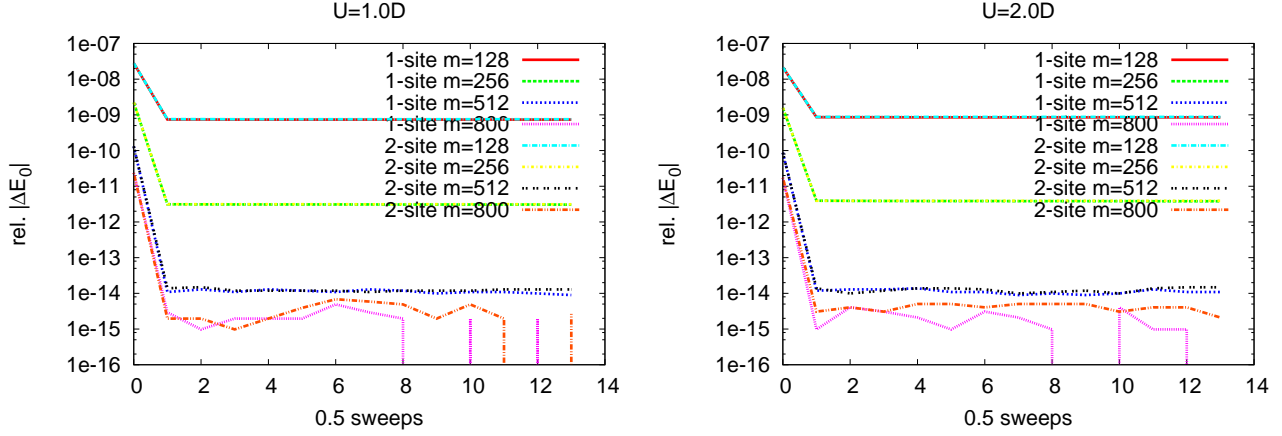 U=1.0D
rel. |ΔE0|
1e-07
1e-08
1e-09
1e-10
1e-11
1e-12
1e-13
1e-14
1e-15
1e-16
1-site m=128
1-site m=256
1-site m=512
1-site m=800
2-site m=128
2-site m=256
2-site m=512
2-site m=800
0 2 4 6 8 10 12 14
0.5 sweeps
U=2.0D
rel. |ΔE0|
1e-07
1e-08
1e-09
1e-10
1e-11
1e-12
1e-13
1e-14
1e-15
1e-16
1-site m=128
1-site m=256
1-site m=512
1-site m=800
2-site m=128
2-site m=256
2-site m=512
2-site m=800
0 2 4 6 8 10 12 14
0.5 sweeps